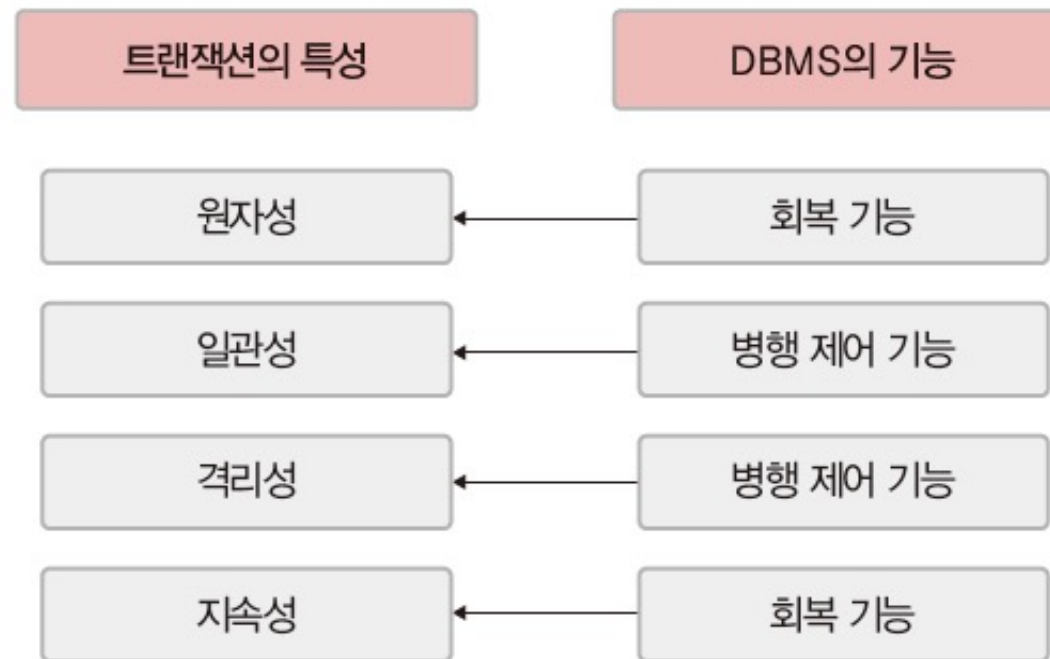 트랜잭션의 특성 DBMS의 기능
원자성 회복 기능
일관성 병행 제어 기능
격리성 병행 제어 기능
지속성 회복 기능